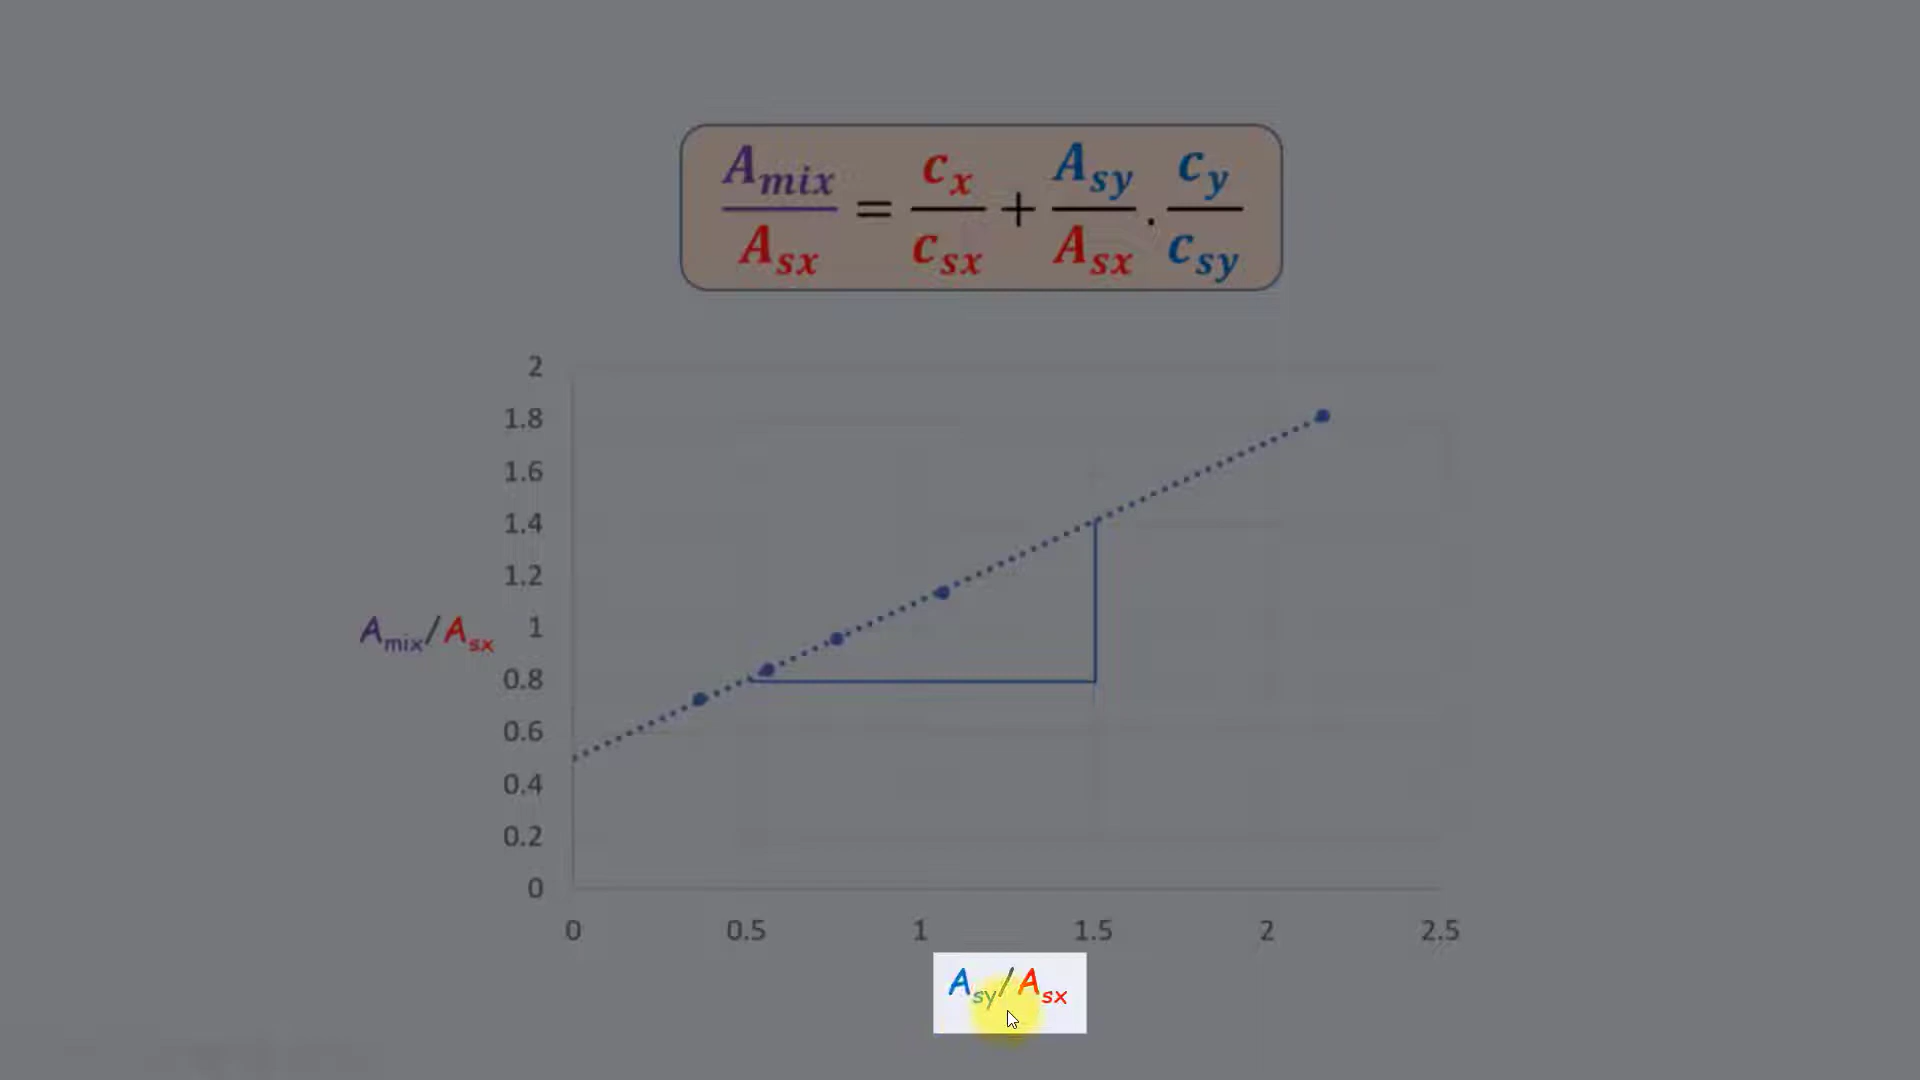 A_mix/A_sx = c_x/c_sx + A_sy/A_sx . c_y/c_sy
2
1.8
1.6
1.4
1.2
A_mix/A_sx 1
0.8
0.6
0.4
0.2
0
0 0.5 1 1.5 2 2.5
A_sy/A_sx